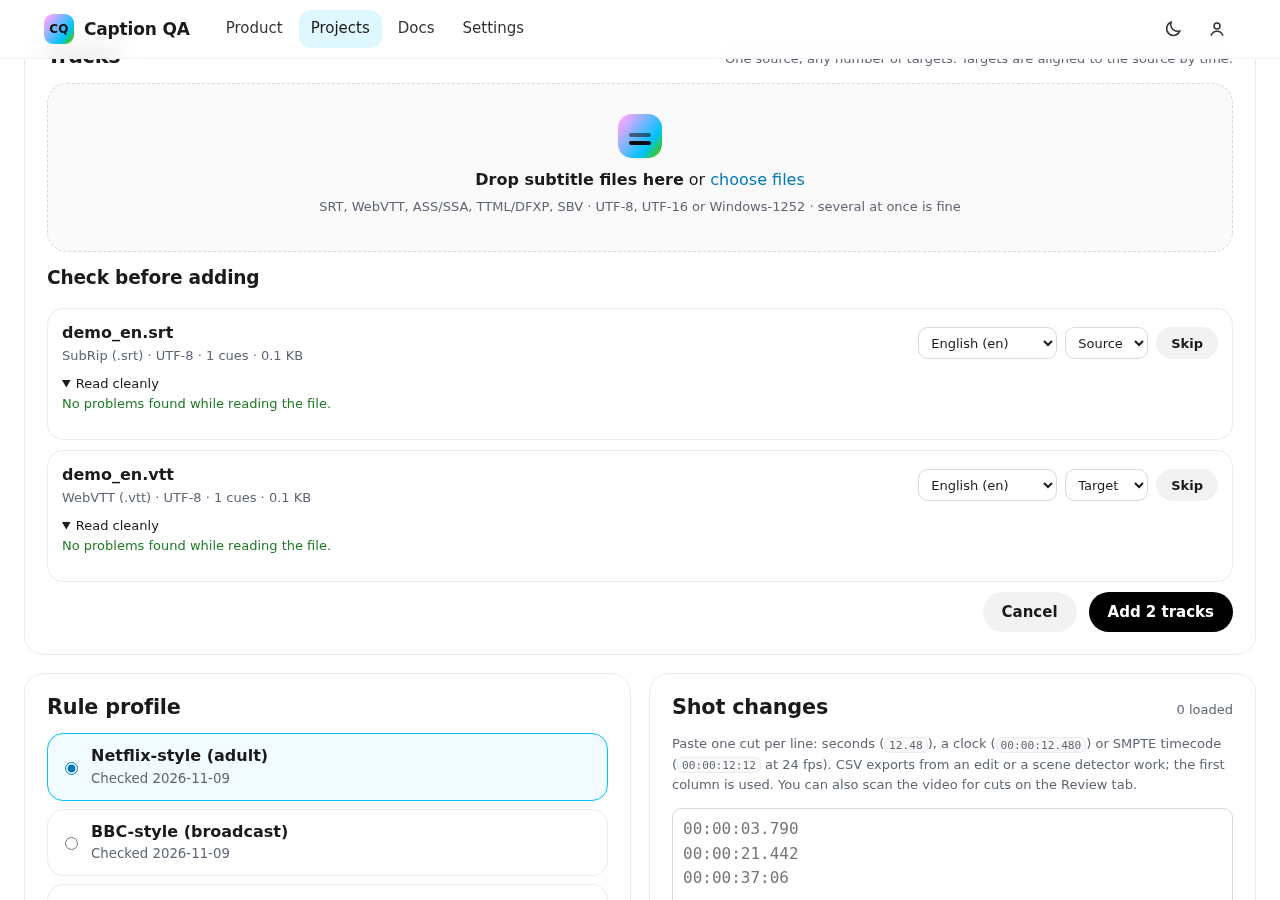 CQ Caption QA Product Projects Docs Settings
Tracks One source, any number of targets. Targets are aligned to the source by time.
Drop subtitle files here or choose files
SRT, WebVTT, ASS/SSA, TTML/DFXP, SBV · UTF-8, UTF-16 or Windows-1252 · several at once is fine
Check before adding
demo_en.srt
SubRip (.srt) · UTF-8 · 1 cues · 0.1 KB
English (en) Source Skip
▼ Read cleanly
No problems found while reading the file.
demo_en.vtt
WebVTT (.vtt) · UTF-8 · 1 cues · 0.1 KB
English (en) Target Skip
▼ Read cleanly
No problems found while reading the file.
Cancel Add 2 tracks
Rule profile
Netflix-style (adult)
Checked 2026-11-09
BBC-style (broadcast)
Checked 2026-11-09
Shot changes 0 loaded
Paste one cut per line: seconds (12.48), a clock (00:00:12.480) or SMPTE timecode
(00:00:12:12 at 24 fps). CSV exports from an edit or a scene detector work; the first
column is used. You can also scan the video for cuts on the Review tab.
00:00:03.790
00:00:21.442
00:00:37:06